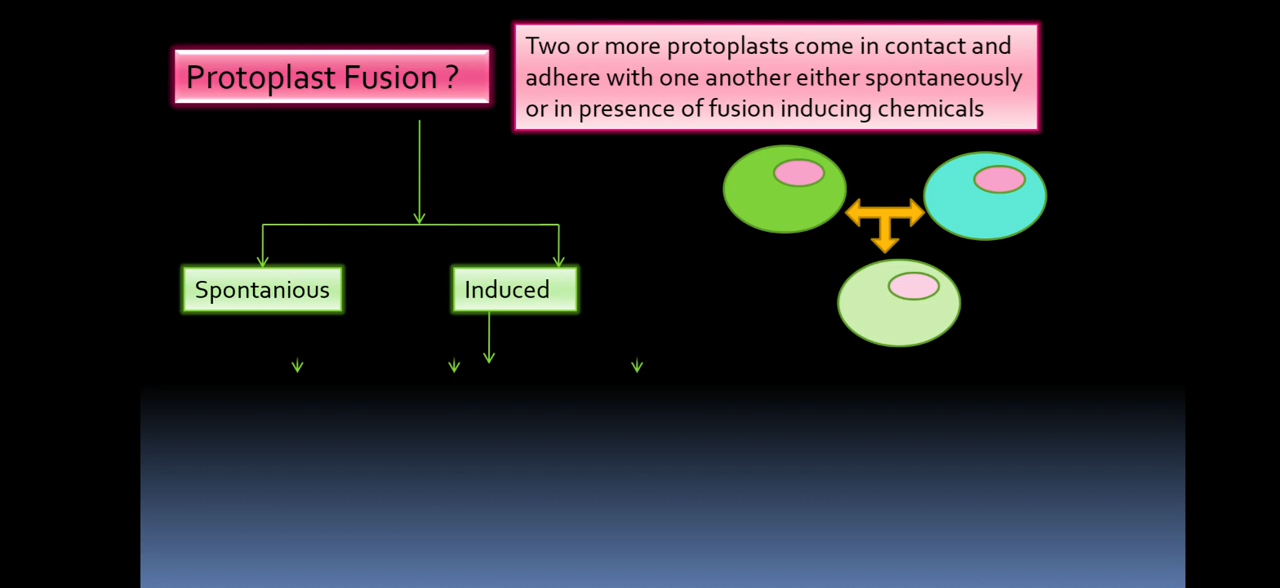 Protoplast Fusion ?
Two or more protoplasts come in contact and
adhere with one another either spontaneously
or in presence of fusion inducing chemicals
Spontanious
Induced